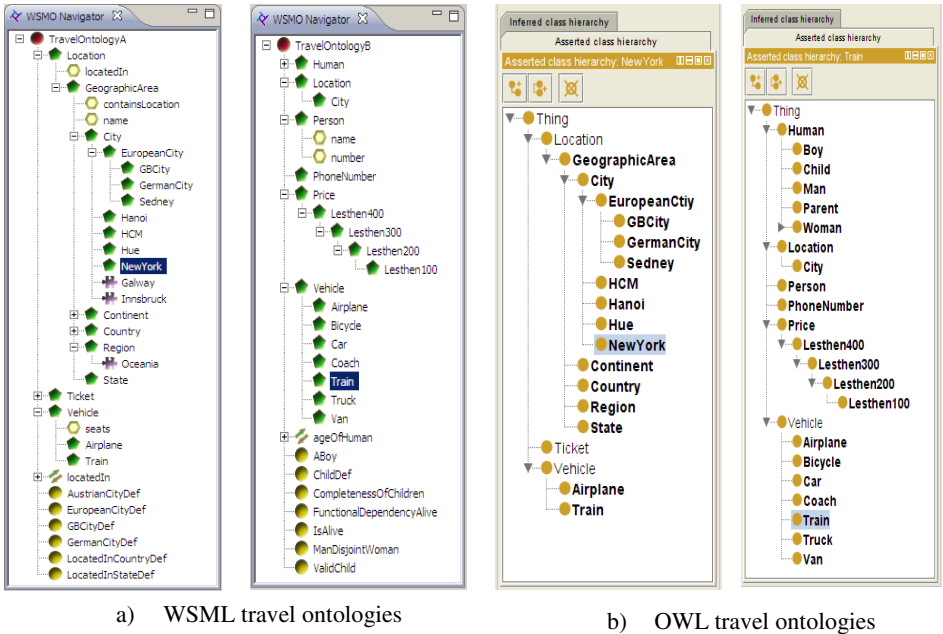 WSMO Navigator
TravelOntologyA
Location
locatedIn
GeographicArea
containsLocation
name
City
EuropeanCity
GBCity
GermanCity
Sedney
Hanoi
HCM
Hue
NewYork
Galway
Innsbruck
Continent
Country
Region
Oceania
State
Ticket
Vehicle
seats
Airplane
Train
locatedIn
AustrianCityDef
EuropeanCityDef
GBCityDef
GermanCityDef
LocatedInCountryDef
LocatedInStateDef
WSMO Navigator
TravelOntologyB
Human
Location
City
Person
name
number
PhoneNumber
Price
Lesthen400
Lesthen300
Lesthen200
Lesthen100
Vehicle
Airplane
Bicycle
Car
Coach
Train
Truck
Van
ageOfHuman
ABoy
ChildDef
CompletenessOfChildren
FunctionalDependencyAlive
IsAlive
ManDisjointWoman
ValidChild
a) WSML travel ontologies
Inferred class hierarchy
Asserted class hierarchy
Asserted class hierarchy: NewYork
Thing
Location
GeographicArea
City
EuropeanCtiy
GBCity
GermanCity
Sedney
HCM
Hanoi
Hue
NewYork
Continent
Country
Region
State
Ticket
Vehicle
Airplane
Train
Inferred class hierarchy
Asserted class hierarchy
Asserted class hierarchy: Train
Thing
Human
Boy
Child
Man
Parent
Woman
Location
City
Person
PhoneNumber
Price
Lesthen400
Lesthen300
Lesthen200
Lesthen100
Vehicle
Airplane
Bicycle
Car
Coach
Train
Truck
Van
b) OWL travel ontologies